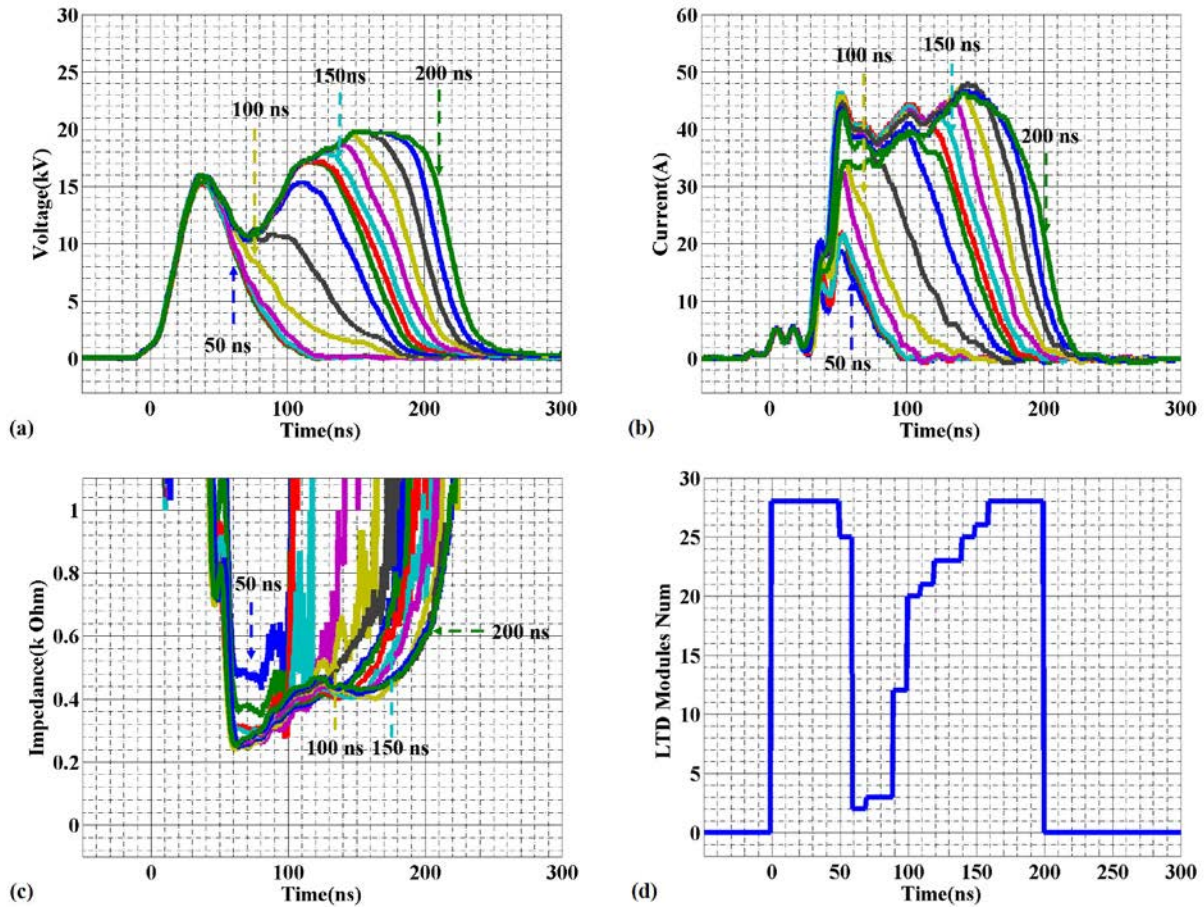 30
25
20
15
10
5
0
Voltage(kV)
150ns
200 ns
100 ns
50 ns
0 100 200 300
(a)
Time(ns)
60
50
40
30
20
10
0
Current(A)
150 ns
100 ns
200 ns
50 ns
0 100 200 300
(b)
Time(ns)
1
0.8
0.6
0.4
0.2
0
Impedance(k Ohm)
50 ns
200 ns
100 ns
150 ns
0 100 200 300
(c)
Time(ns)
30
25
20
15
10
5
0
LTD Modules Num
0 50 100 150 200 250 300
(d)
Time(ns)